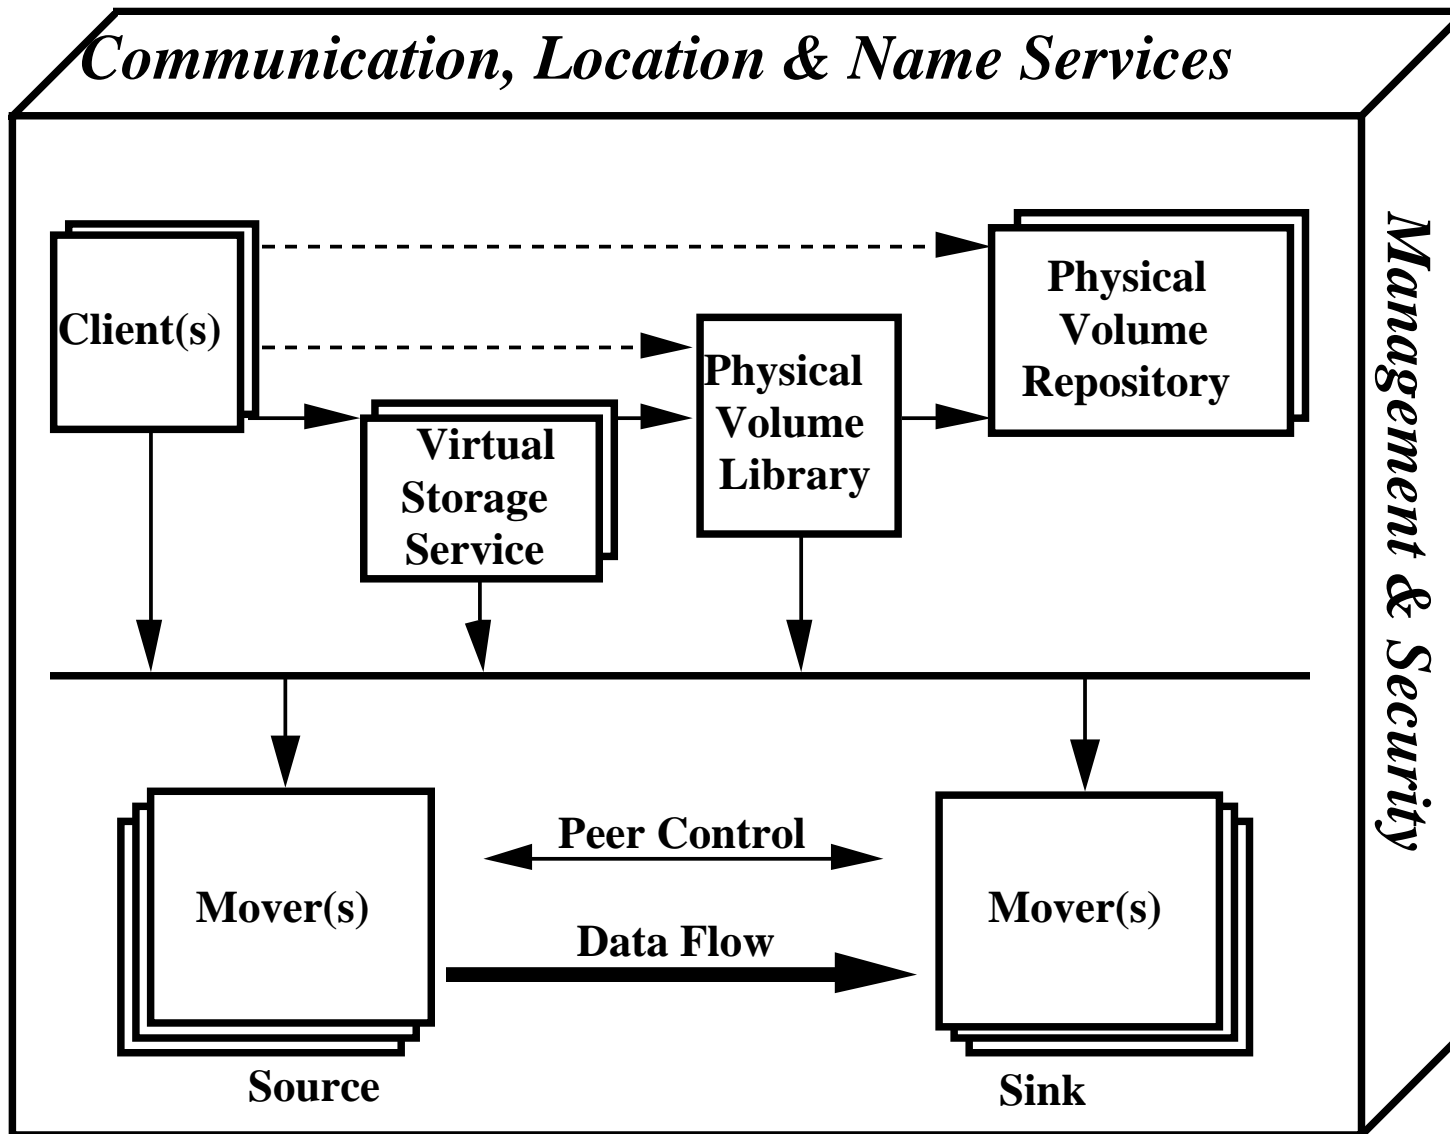 Communication, Location & Name Services
Management & Security
Client(s)
Virtual
Storage
Service
Physical
Volume
Library
Physical
Volume
Repository
Peer Control
Data Flow
Mover(s)
Source
Mover(s)
Sink